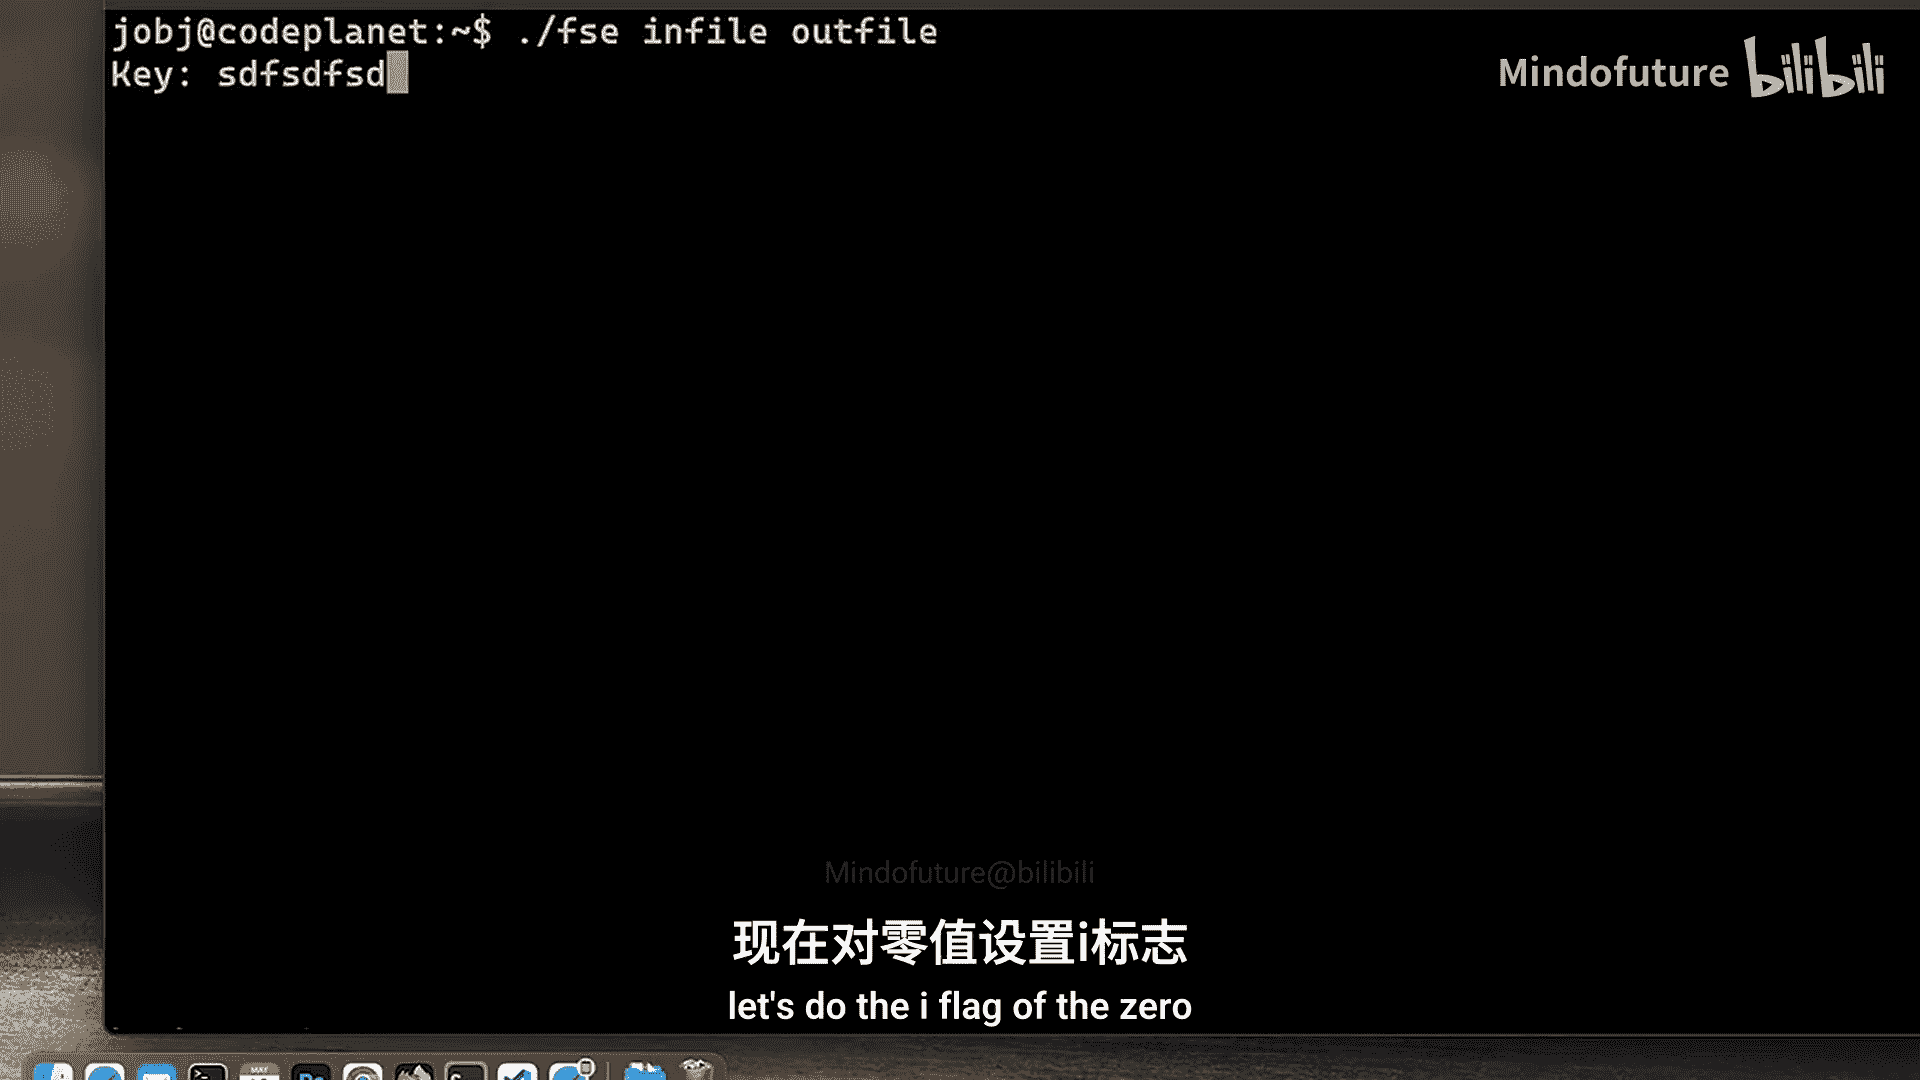 jobj@codeplanet:~$ ./fse infile outfile
Key: sdfsdfsd
Mindofuture bilibili
Mindofuture@bilibili
现在对零值设置i标志
let's do the i flag of the zero